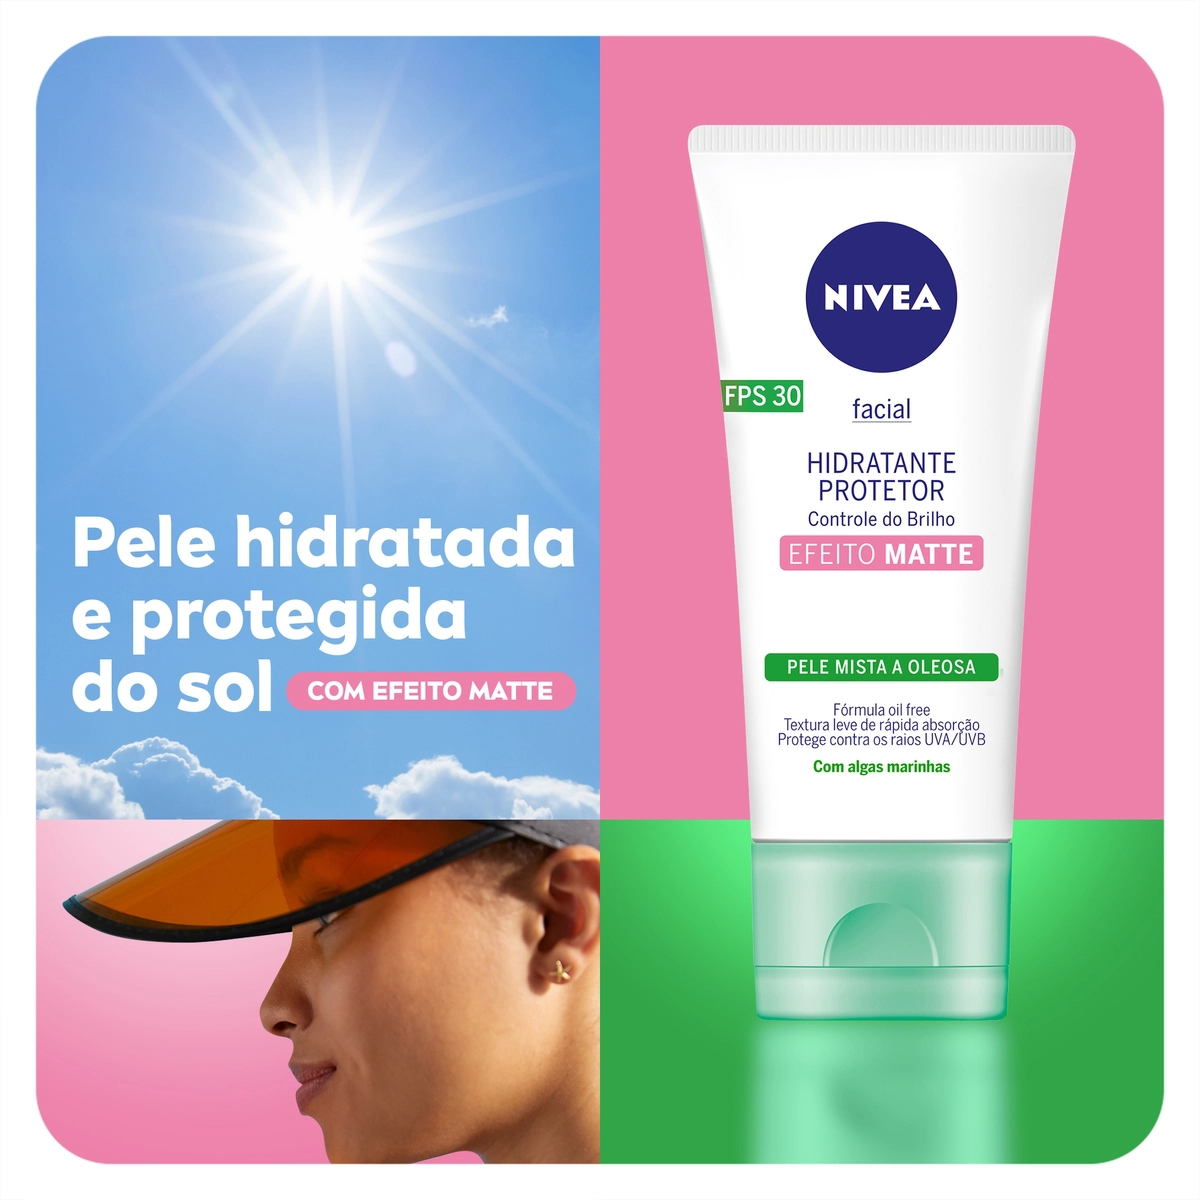 Pele hidratada
e protegida
do sol COM EFEITO MATTE
NIVEA
FPS 30
facial
HIDRATANTE
PROTETOR
Controle do Brilho
EFEITO MATTE
PELE MISTA A OLEOSA
Fórmula oil free
Textura leve de rápida absorção
Protege contra os raios UVA/UVB
Com algas marinhas